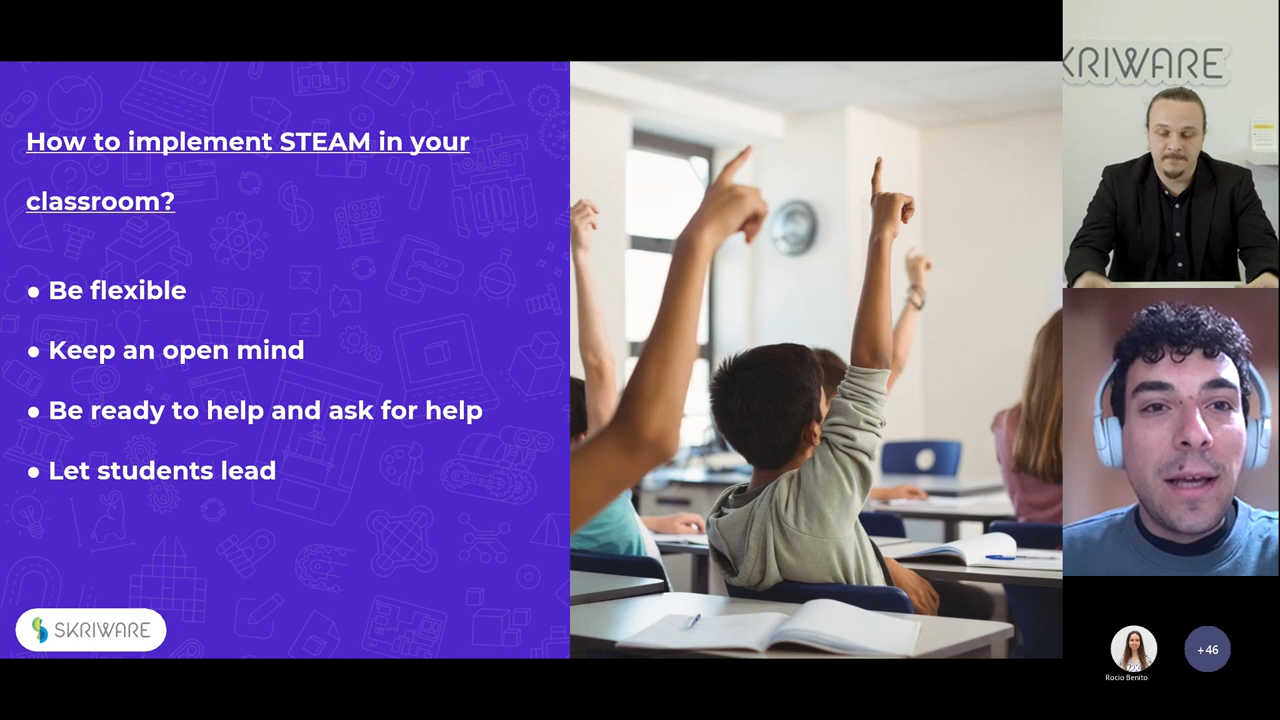 How to implement STEAM in your
classroom?
● Be flexible
● Keep an open mind
● Be ready to help and ask for help
● Let students lead
SKRIWARE
KRIWARE
Rocio Benito
+46